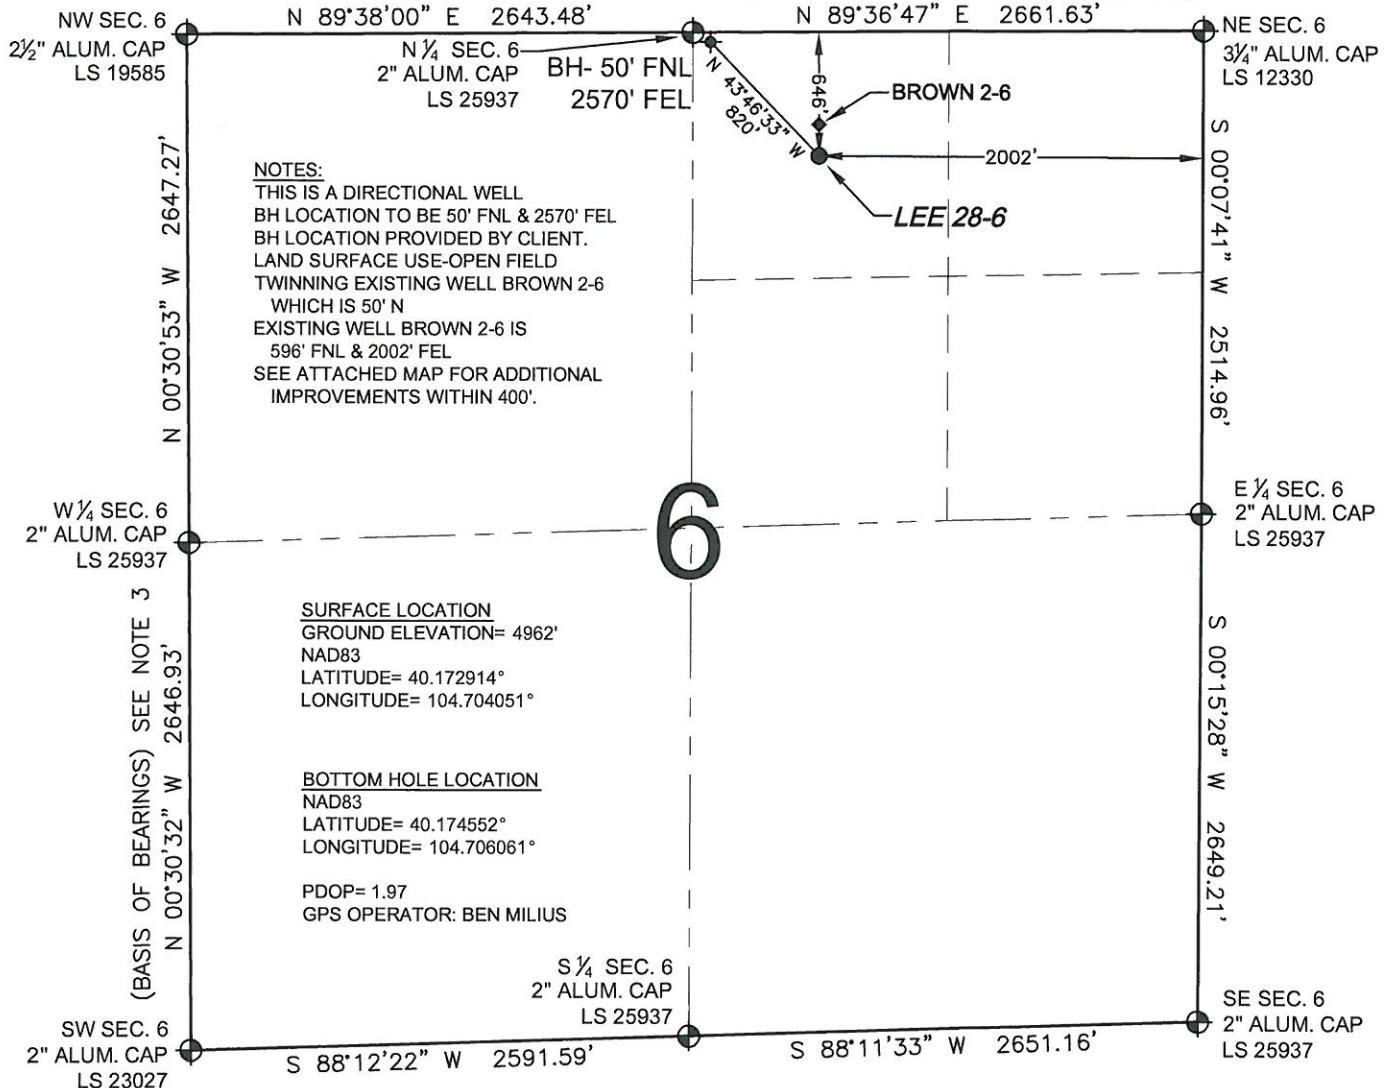 N 89°38'00" E 2643.48'
N 89°36'47" E 2661.63'
NW SEC. 6
2½" ALUM. CAP
LS 19585
N ¼ SEC. 6
2" ALUM. CAP
LS 25937
BH- 50' FNL
2570' FEL
NE SEC. 6
3¼" ALUM. CAP
LS 12330
N 43°46'33" W
820'
646'
BROWN 2-6
2002'
LEE 28-6
N 00°30'53" W 2647.27'
S 00°07'41" W 2514.96'
NOTES:
THIS IS A DIRECTIONAL WELL
BH LOCATION TO BE 50' FNL & 2570' FEL
BH LOCATION PROVIDED BY CLIENT.
LAND SURFACE USE-OPEN FIELD
TWINNING EXISTING WELL BROWN 2-6
WHICH IS 50' N
EXISTING WELL BROWN 2-6 IS
596' FNL & 2002' FEL
SEE ATTACHED MAP FOR ADDITIONAL
IMPROVEMENTS WITHIN 400'.
W ¼ SEC. 6
2" ALUM. CAP
LS 25937
6
E ¼ SEC. 6
2" ALUM. CAP
LS 25937
(BASIS OF BEARINGS) SEE NOTE 3
N 00°30'32" W 2646.93'
S 00°15'28" W 2649.21'
SURFACE LOCATION
GROUND ELEVATION= 4962'
NAD83
LATITUDE= 40.172914°
LONGITUDE= 104.704051°
BOTTOM HOLE LOCATION
NAD83
LATITUDE= 40.174552°
LONGITUDE= 104.706061°
PDOP= 1.97
GPS OPERATOR: BEN MILIUS
S ¼ SEC. 6
2" ALUM. CAP
LS 25937
SW SEC. 6
2" ALUM. CAP
LS 23027
SE SEC. 6
2" ALUM. CAP
LS 25937
S 88°12'22" W 2591.59'
S 88°11'33" W 2651.16'